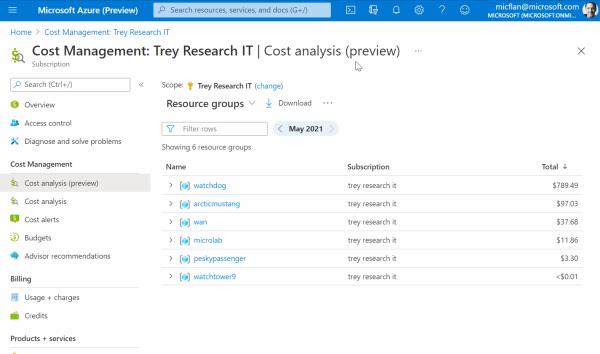 Microsoft Azure (Preview)
Search resources, services, and docs (G+/)
micflan@microsoft.com
MICROSOFT (MICROSOFT.ONMI...
Home > Cost Management: Trey Research IT
Cost Management: Trey Research IT | Cost analysis (preview) ...
Subscription
Search (Ctrl+/)
Overview
Access control
Diagnose and solve problems
Cost Management
Cost analysis (preview)
Cost analysis
Cost alerts
Budgets
Advisor recommendations
Billing
Usage + charges
Credits
Products + services
Scope: Trey Research IT (change)
Resource groups Download ...
Filter rows < May 2021 >
Showing 6 resource groups
Name Subscription Total ↓
watchdog trey research it $789.49
arcticmustang trey research it $97.03
wan trey research it $37.68
microlab trey research it $11.86
peskypassenger trey research it $3.30
watchtower9 trey research it <$0.01